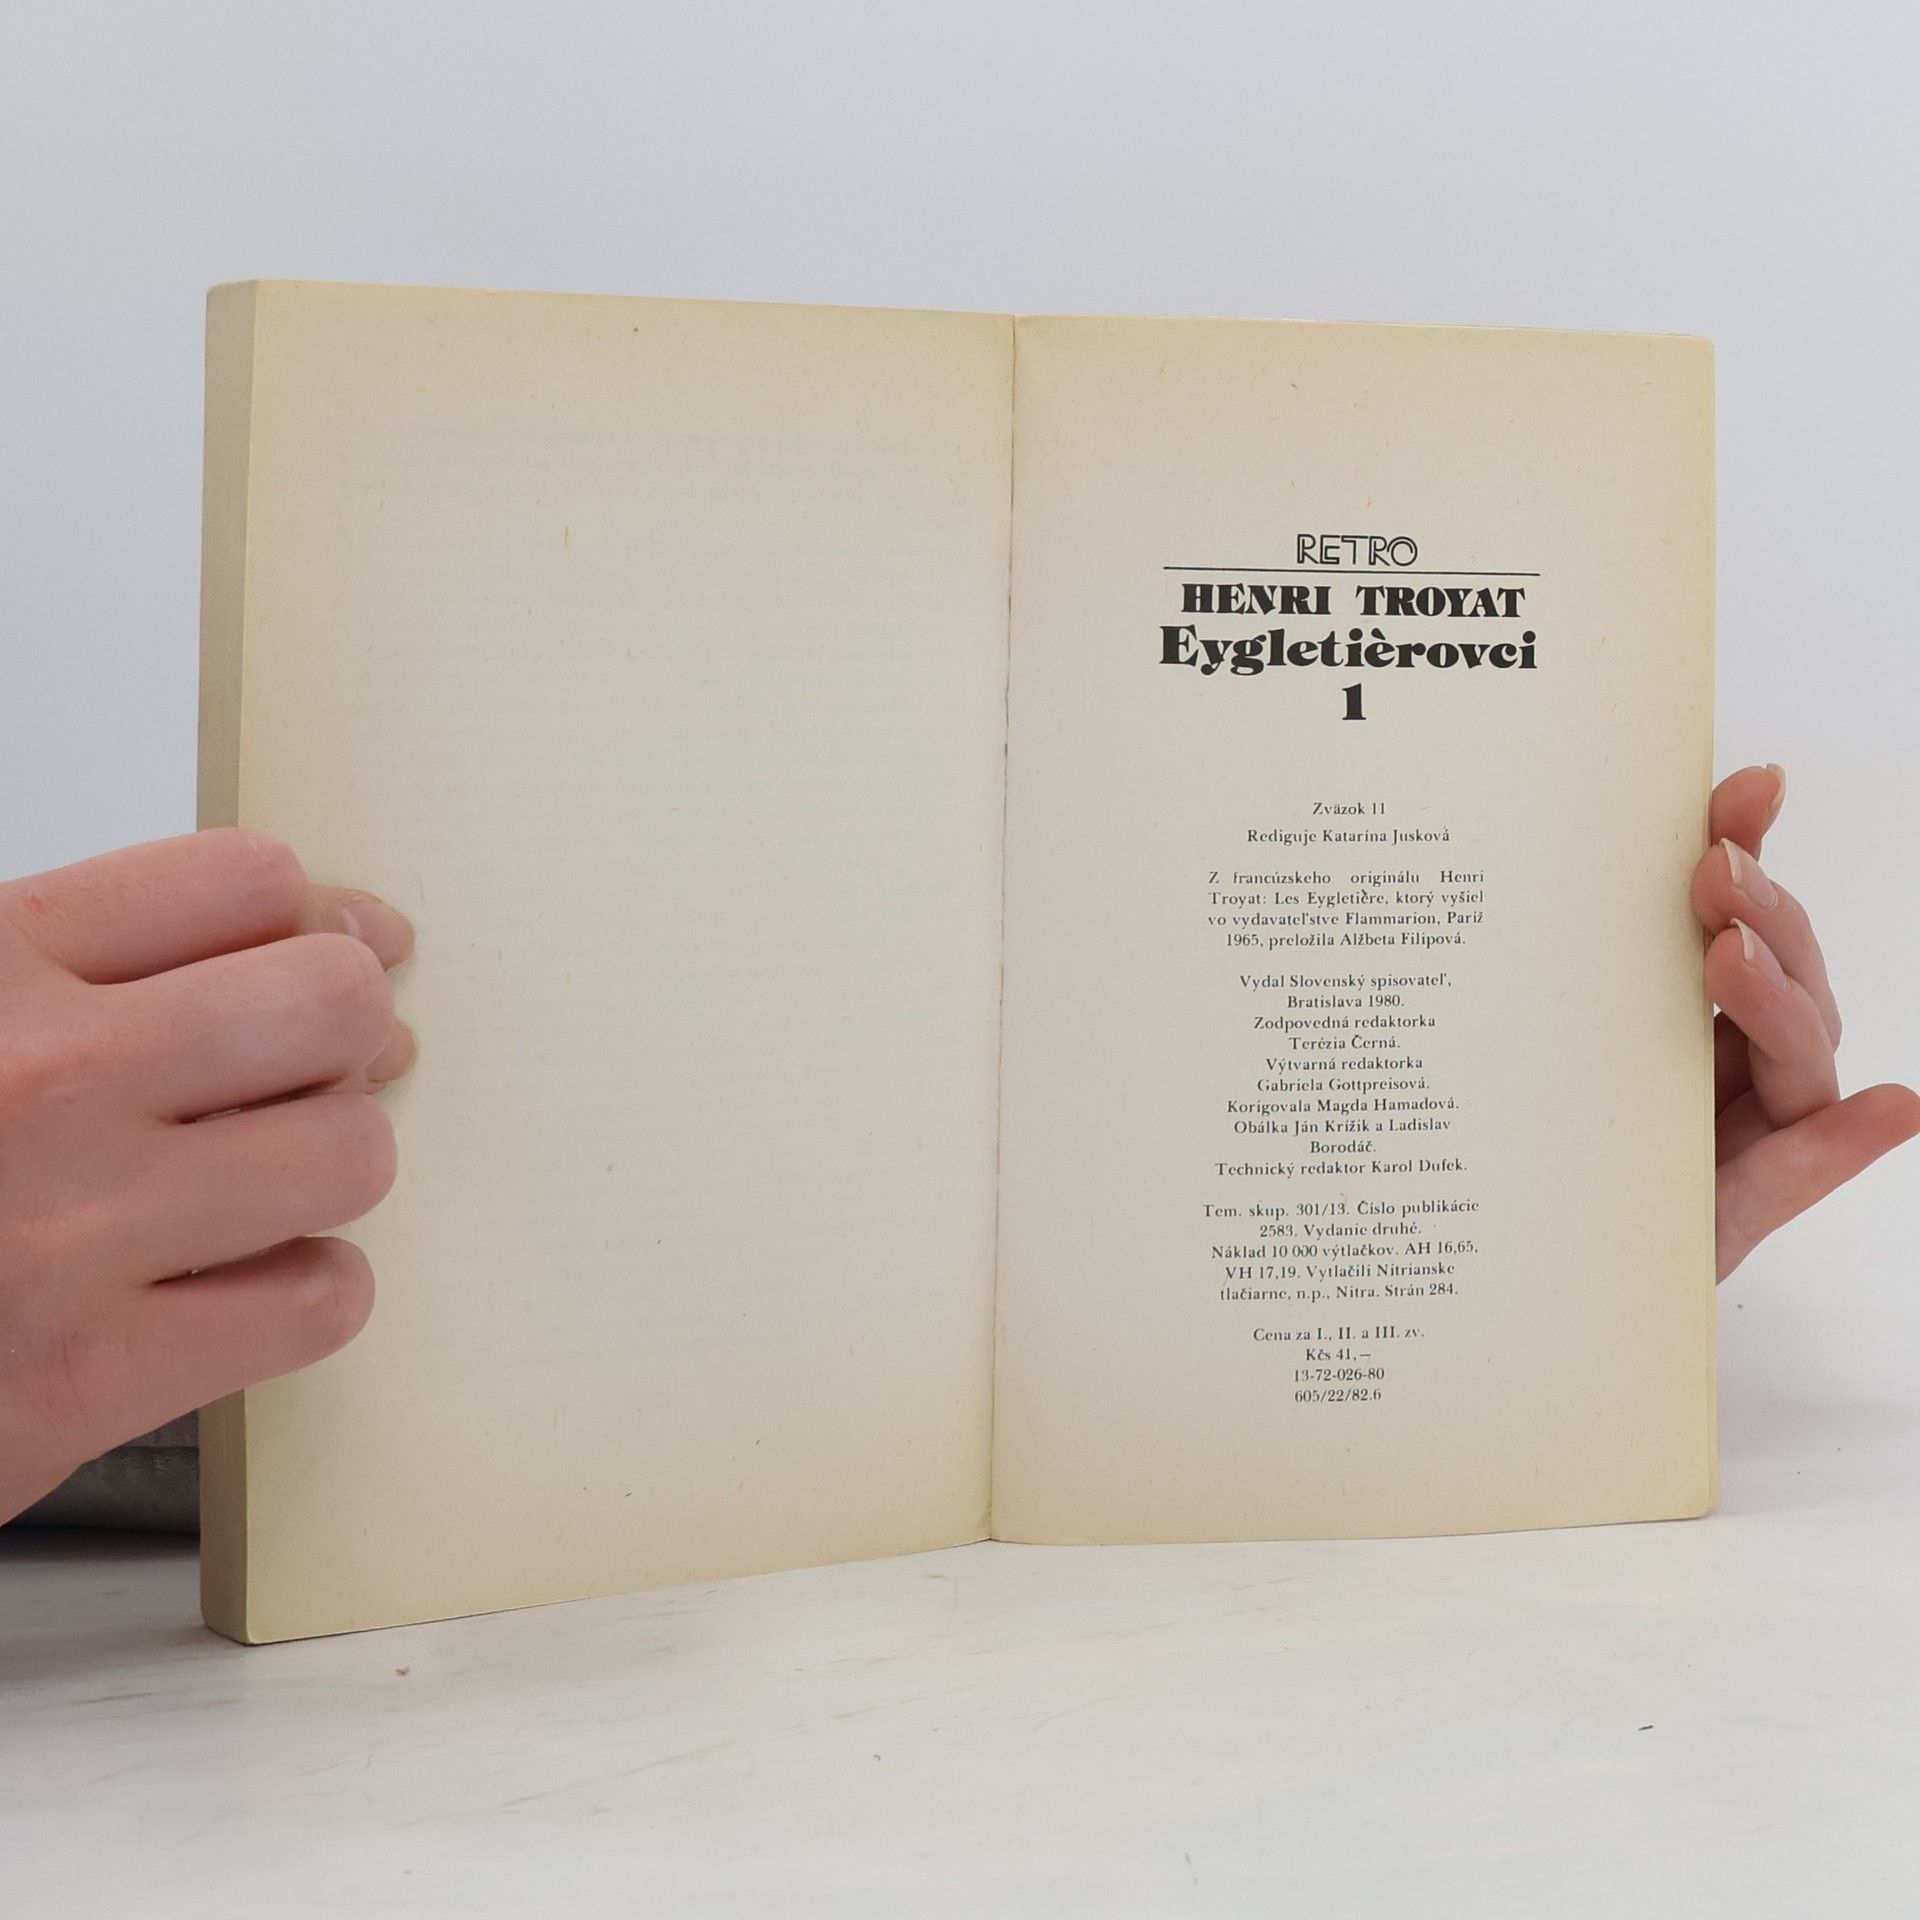 RETRO
HENRI TROYAT
Eygletièrovci
1
Zväzok 11
Rediguje Katarína Jusková
Z francúzskeho originálu Henri
Troyat: Les Eygletière, ktorý vyšiel
vo vydavateľstve Flammarion, Paríž
1965, preložila Alžbeta Filipová.
Vydal Slovenský spisovateľ,
Bratislava 1980.
Zodpovedná redaktorka
Terézia Černá.
Výtvarná redaktorka
Gabriela Gottpreisová.
Korigovala Magda Hamadová.
Obálka Ján Krížik a Ladislav
Borodáč.
Technický redaktor Karol Dufek.
Tem. skup. 301/13. Číslo publikácie
2583. Vydanie druhé.
Náklad 10 000 výtlačkov. AH 16,65,
VH 17,19. Vytlačili Nitrianske
tlačiarne, n.p., Nitra. Strán 284.
Cena za I., II. a III. zv.
Kčs 41,—
13-72-026-80
605/22/82.6